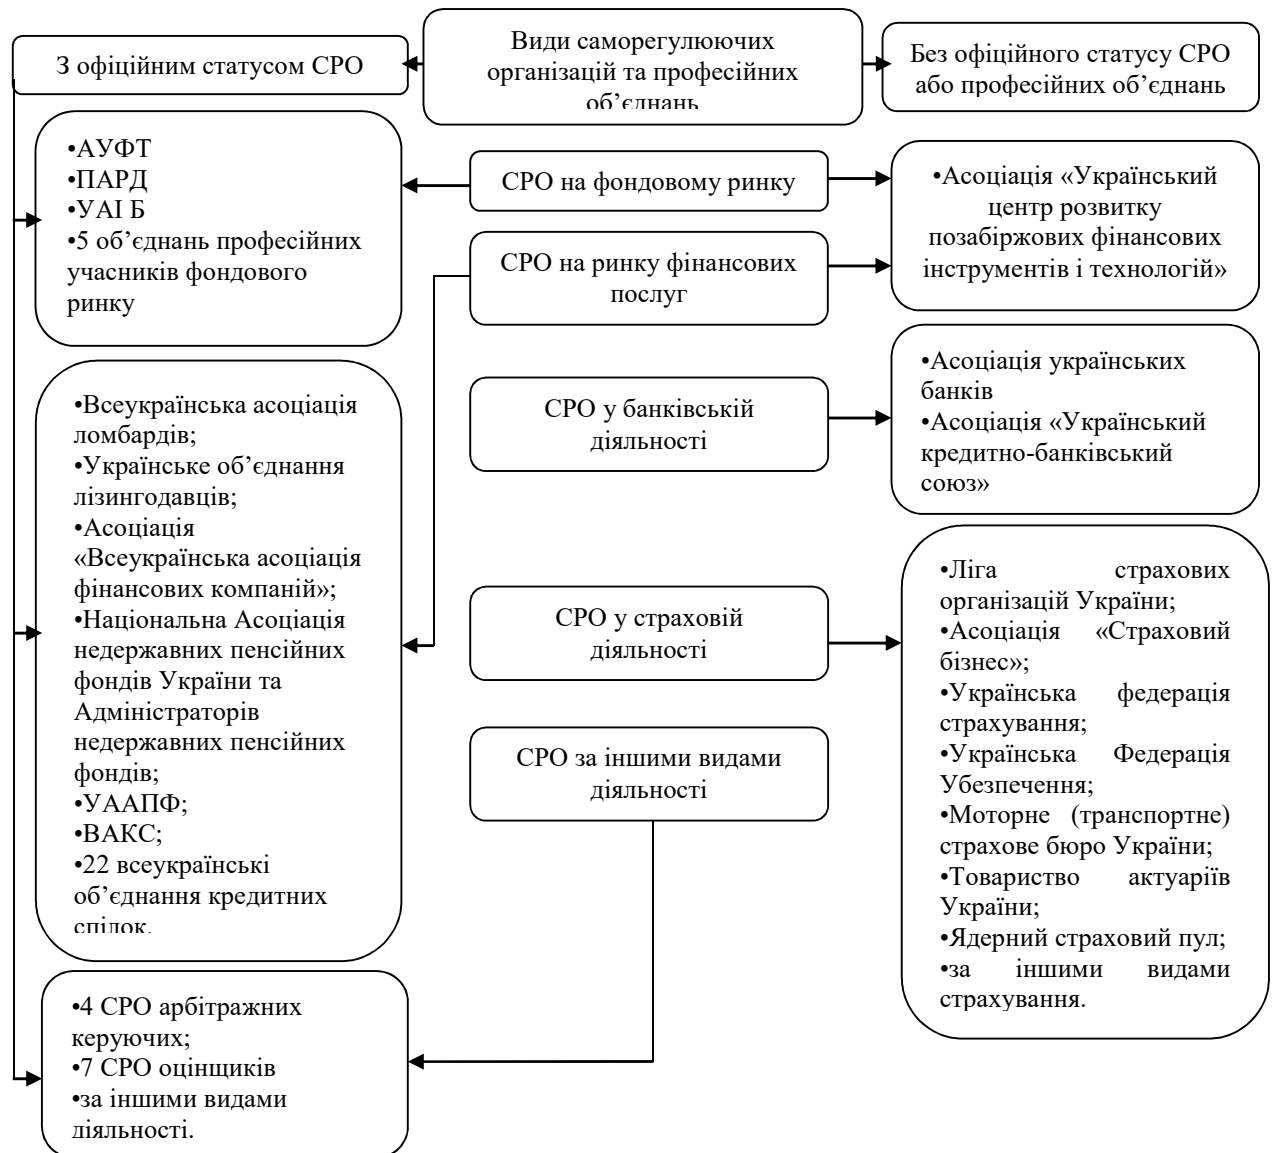 З офіційним статусом СРО
Види саморегулюючих
організацій та професійних
об’єднань
Без офіційного статусу СРО
або професійних об’єднань
•АУФТ
•ПАРД
•УАІ Б
•5 об’єднань професійних
учасників фондового
ринку
СРО на фондовому ринку
СРО на ринку фінансових
послуг
•Асоціація «Український
центр розвитку
позабіржових фінансових
інструментів і технологій»
•Всеукраїнська асоціація
ломбардів;
•Українське об’єднання
лізингодавців;
•Асоціація
«Всеукраїнська асоціація
фінансових компаній»;
•Національна Асоціація
недержавних пенсійних
фондів України та
Адміністраторів
недержавних пенсійних
фондів;
•УААПФ;
•ВАКС;
•22 всеукраїнські
об’єднання кредитних
спілок.
СРО у банківській
діяльності
•Асоціація українських
банків
•Асоціація «Український
кредитно-банківський
союз»
СРО у страховій
діяльності
•Ліга страхових
організацій України;
•Асоціація «Страховий
бізнес»;
•Українська федерація
страхування;
•Українська Федерація
Убезпечення;
•Моторне (транспортне)
страхове бюро України;
•Товариство актуаріїв
України;
•Ядерний страховий пул;
•за іншими видами
страхування.
СРО за іншими видами
діяльності
•4 СРО арбітражних
керуючих;
•7 СРО оцінщиків
•за іншими видами
діяльності.